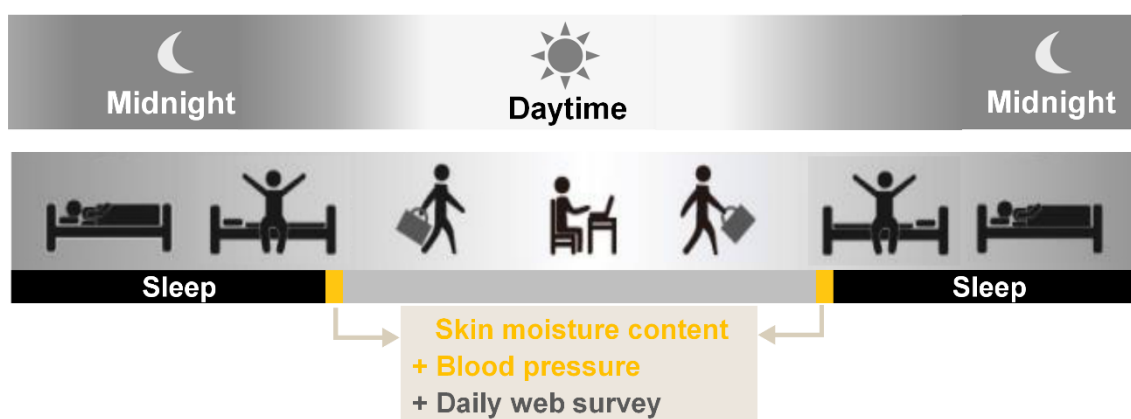 Midnight
Daytime
Midnight
Sleep
Sleep
Skin moisture content
+ Blood pressure
+ Daily web survey